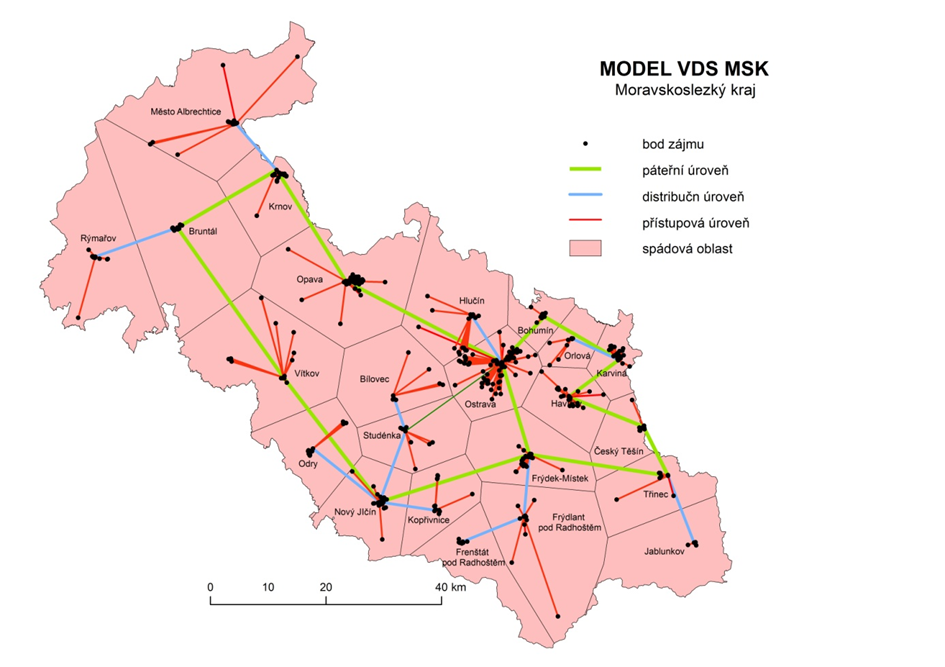 MODEL VDS MSK
Moravskoslezký kraj
bod zájmu
páteřní úroveň
distribučn úroveň
přístupová úroveň
spádová oblast
Město Albrechtice
Krnov
Bruntál
Rýmařov
Opava
Hlučín
Bohumín
Orlová
Karviná
Vítkov
Bílovec
Ostrava
Studénka
Český Těšín
Odry
Frýdek-Místek
Třinec
Nový JIčín
Kopřivnice
Frýdlant
pod Radhoštěm
Frenštát
pod Radhoštěm
Jablunkov
0 10 20 40 km